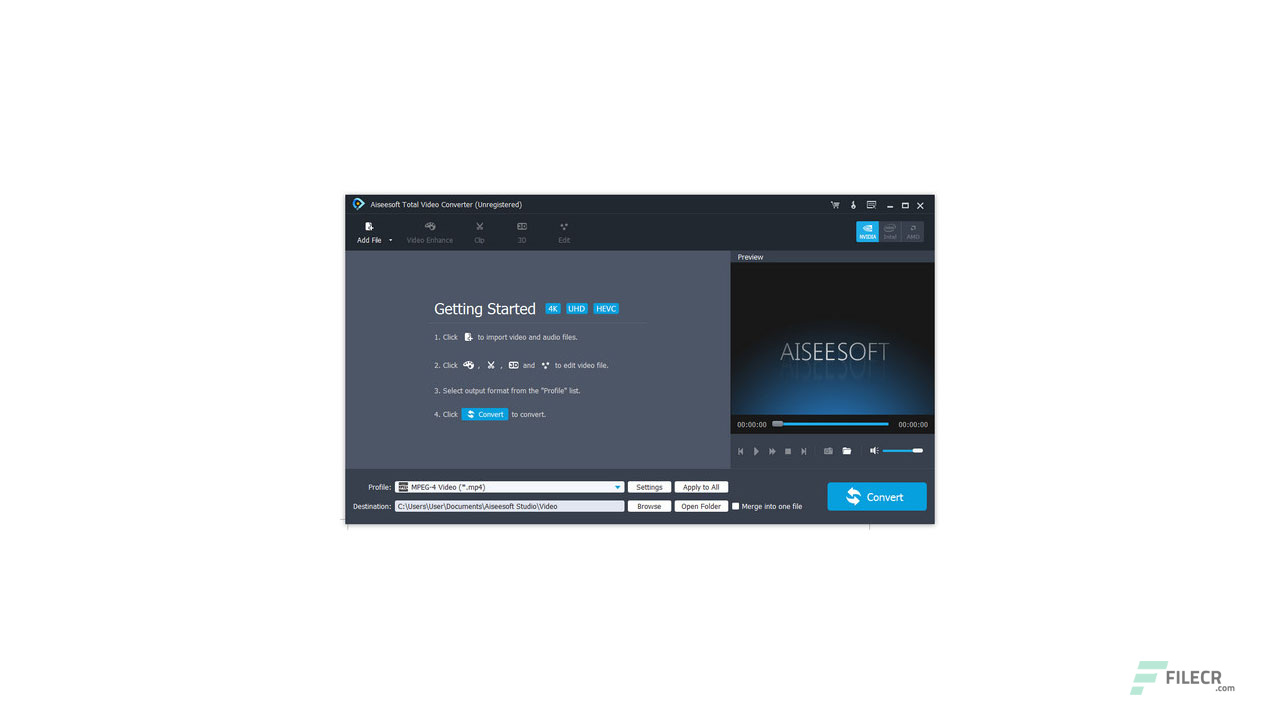 Aiseesoft Total Video Converter (Unregistered)
Add File Video Enhance Clip 3D Edit
NVIDIA Intel AMD
Preview
Getting Started 4K UHD HEVC
1. Click to import video and audio files.
2. Click , , 3D and to edit video file.
3. Select output format from the "Profile" list.
4. Click Convert to convert.
AISEESOFT
00:00:00 00:00:00
Profile: MPEG-4 Video (*.mp4) Settings Apply to All
Destination: C:\Users\User\Documents\Aiseesoft Studio\Video Browse Open Folder Merge into one file
Convert
FILECR
.com